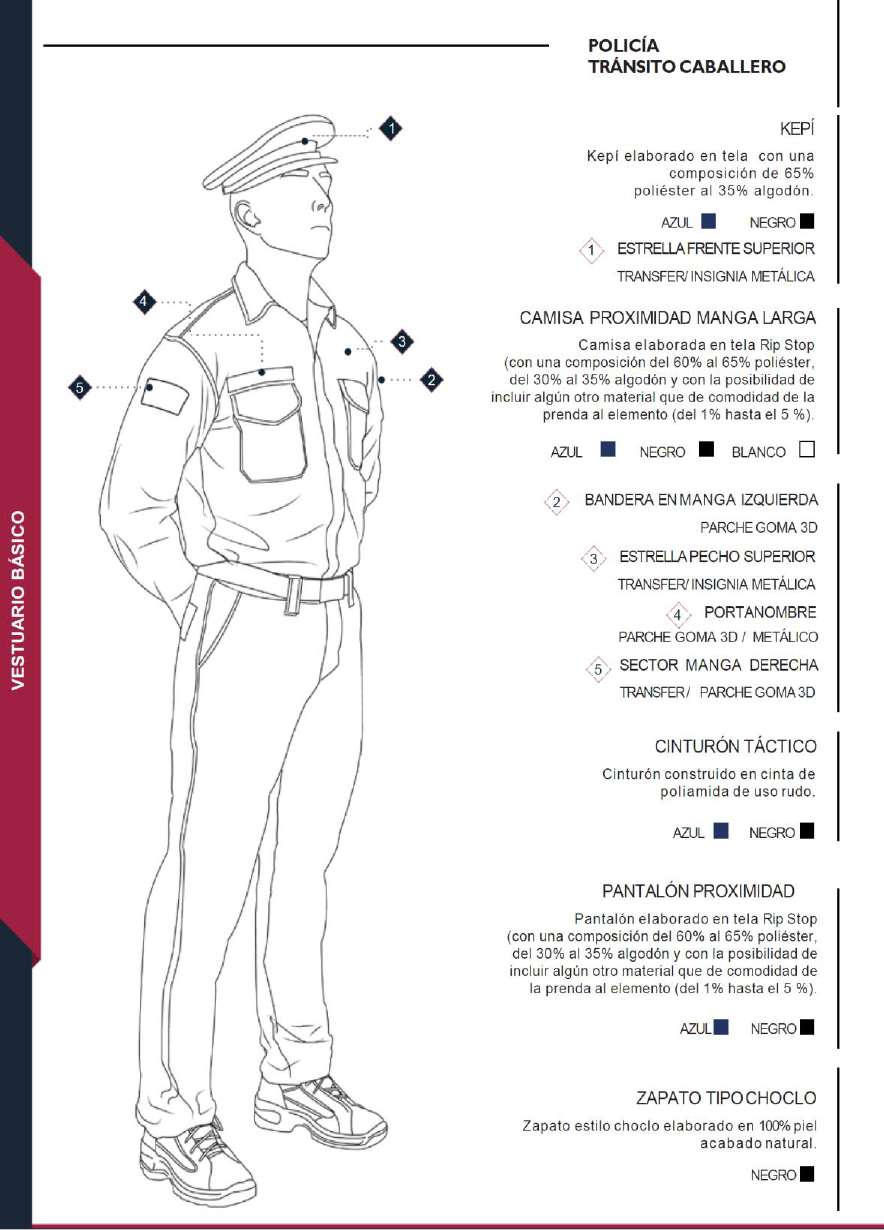 POLICÍA
TRÁNSITO CABALLERO
1
KEPÍ
Kepí elaborado en tela con una
composición de 65%
poliéster al 35% algodón.
AZUL NEGRO
1 ESTRELLA FRENTE SUPERIOR
TRANSFER/ INSIGNIA METÁLICA
4
3
2
5
CAMISA PROXIMIDAD MANGA LARGA
Camisa elaborada en tela Rip Stop
(con una composición del 60% al 65% poliéster,
del 30% al 35% algodón y con la posibilidad de
incluir algún otro material que de comodidad de la
prenda al elemento (del 1% hasta el 5 %).
AZUL NEGRO BLANCO
2 BANDERA EN MANGA IZQUIERDA
PARCHE GOMA 3D
3 ESTRELLA PECHO SUPERIOR
TRANSFER/ INSIGNIA METÁLICA
4 PORTANOMBRE
PARCHE GOMA 3D / METÁLICO
5 SECTOR MANGA DERECHA
TRANSFER/ PARCHE GOMA 3D
VESTUARIO BÁSICO
CINTURÓN TÁCTICO
Cinturón construido en cinta de
poliamida de uso rudo.
AZUL NEGRO
PANTALÓN PROXIMIDAD
Pantalón elaborado en tela Rip Stop
(con una composición del 60% al 65% poliéster,
del 30% al 35% algodón y con la posibilidad de
incluir algún otro material que de comodidad de
la prenda al elemento (del 1% hasta el 5 %).
AZUL NEGRO
ZAPATO TIPO CHOCLO
Zapato estilo choclo elaborado en 100% piel
acabado natural.
NEGRO